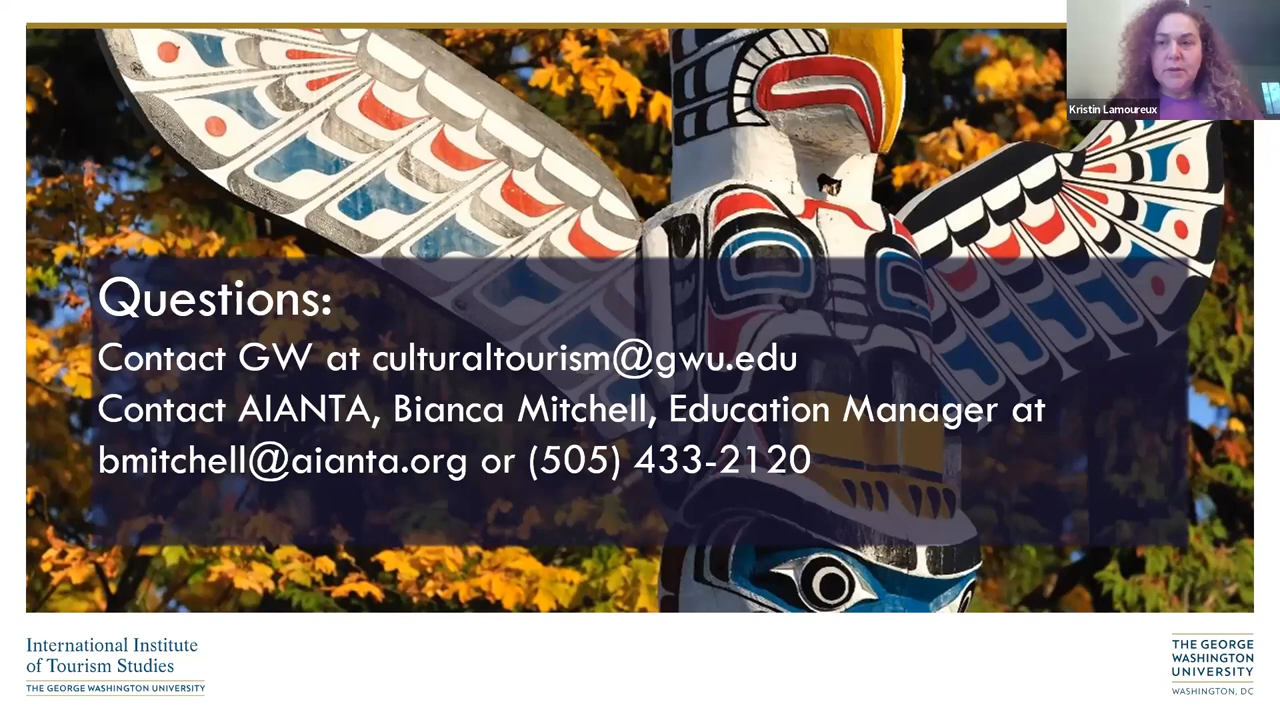 Kristin Lamoureux
Questions:
Contact GW at culturaltourism@gwu.edu
Contact AIANTA, Bianca Mitchell, Education Manager at
bmitchell@aianta.org or (505) 433-2120
International Institute
of Tourism Studies
THE GEORGE WASHINGTON UNIVERSITY
THE GEORGE
WASHINGTON
UNIVERSITY
WASHINGTON, DC